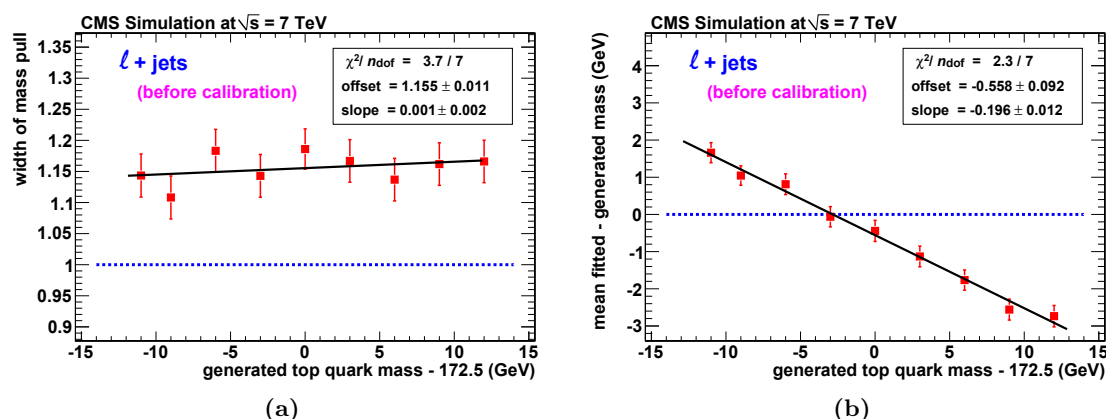 CMS Simulation at √s = 7 TeV
width of mass pull
1.35
1.3
1.25
1.2
1.15
1.1
1.05
1
0.95
0.9
ℓ + jets
(before calibration)
χ²/ ndof = 3.7 / 7
offset = 1.155 ± 0.011
slope = 0.001 ± 0.002
-15 -10 -5 0 5 10 15
generated top quark mass - 172.5 (GeV)
(a)
CMS Simulation at √s = 7 TeV
mean fitted - generated mass (GeV)
4
3
2
1
0
-1
-2
-3
ℓ + jets
(before calibration)
χ²/ ndof = 2.3 / 7
offset = -0.558 ± 0.092
slope = -0.196 ± 0.012
-15 -10 -5 0 5 10 15
generated top quark mass - 172.5 (GeV)
(b)